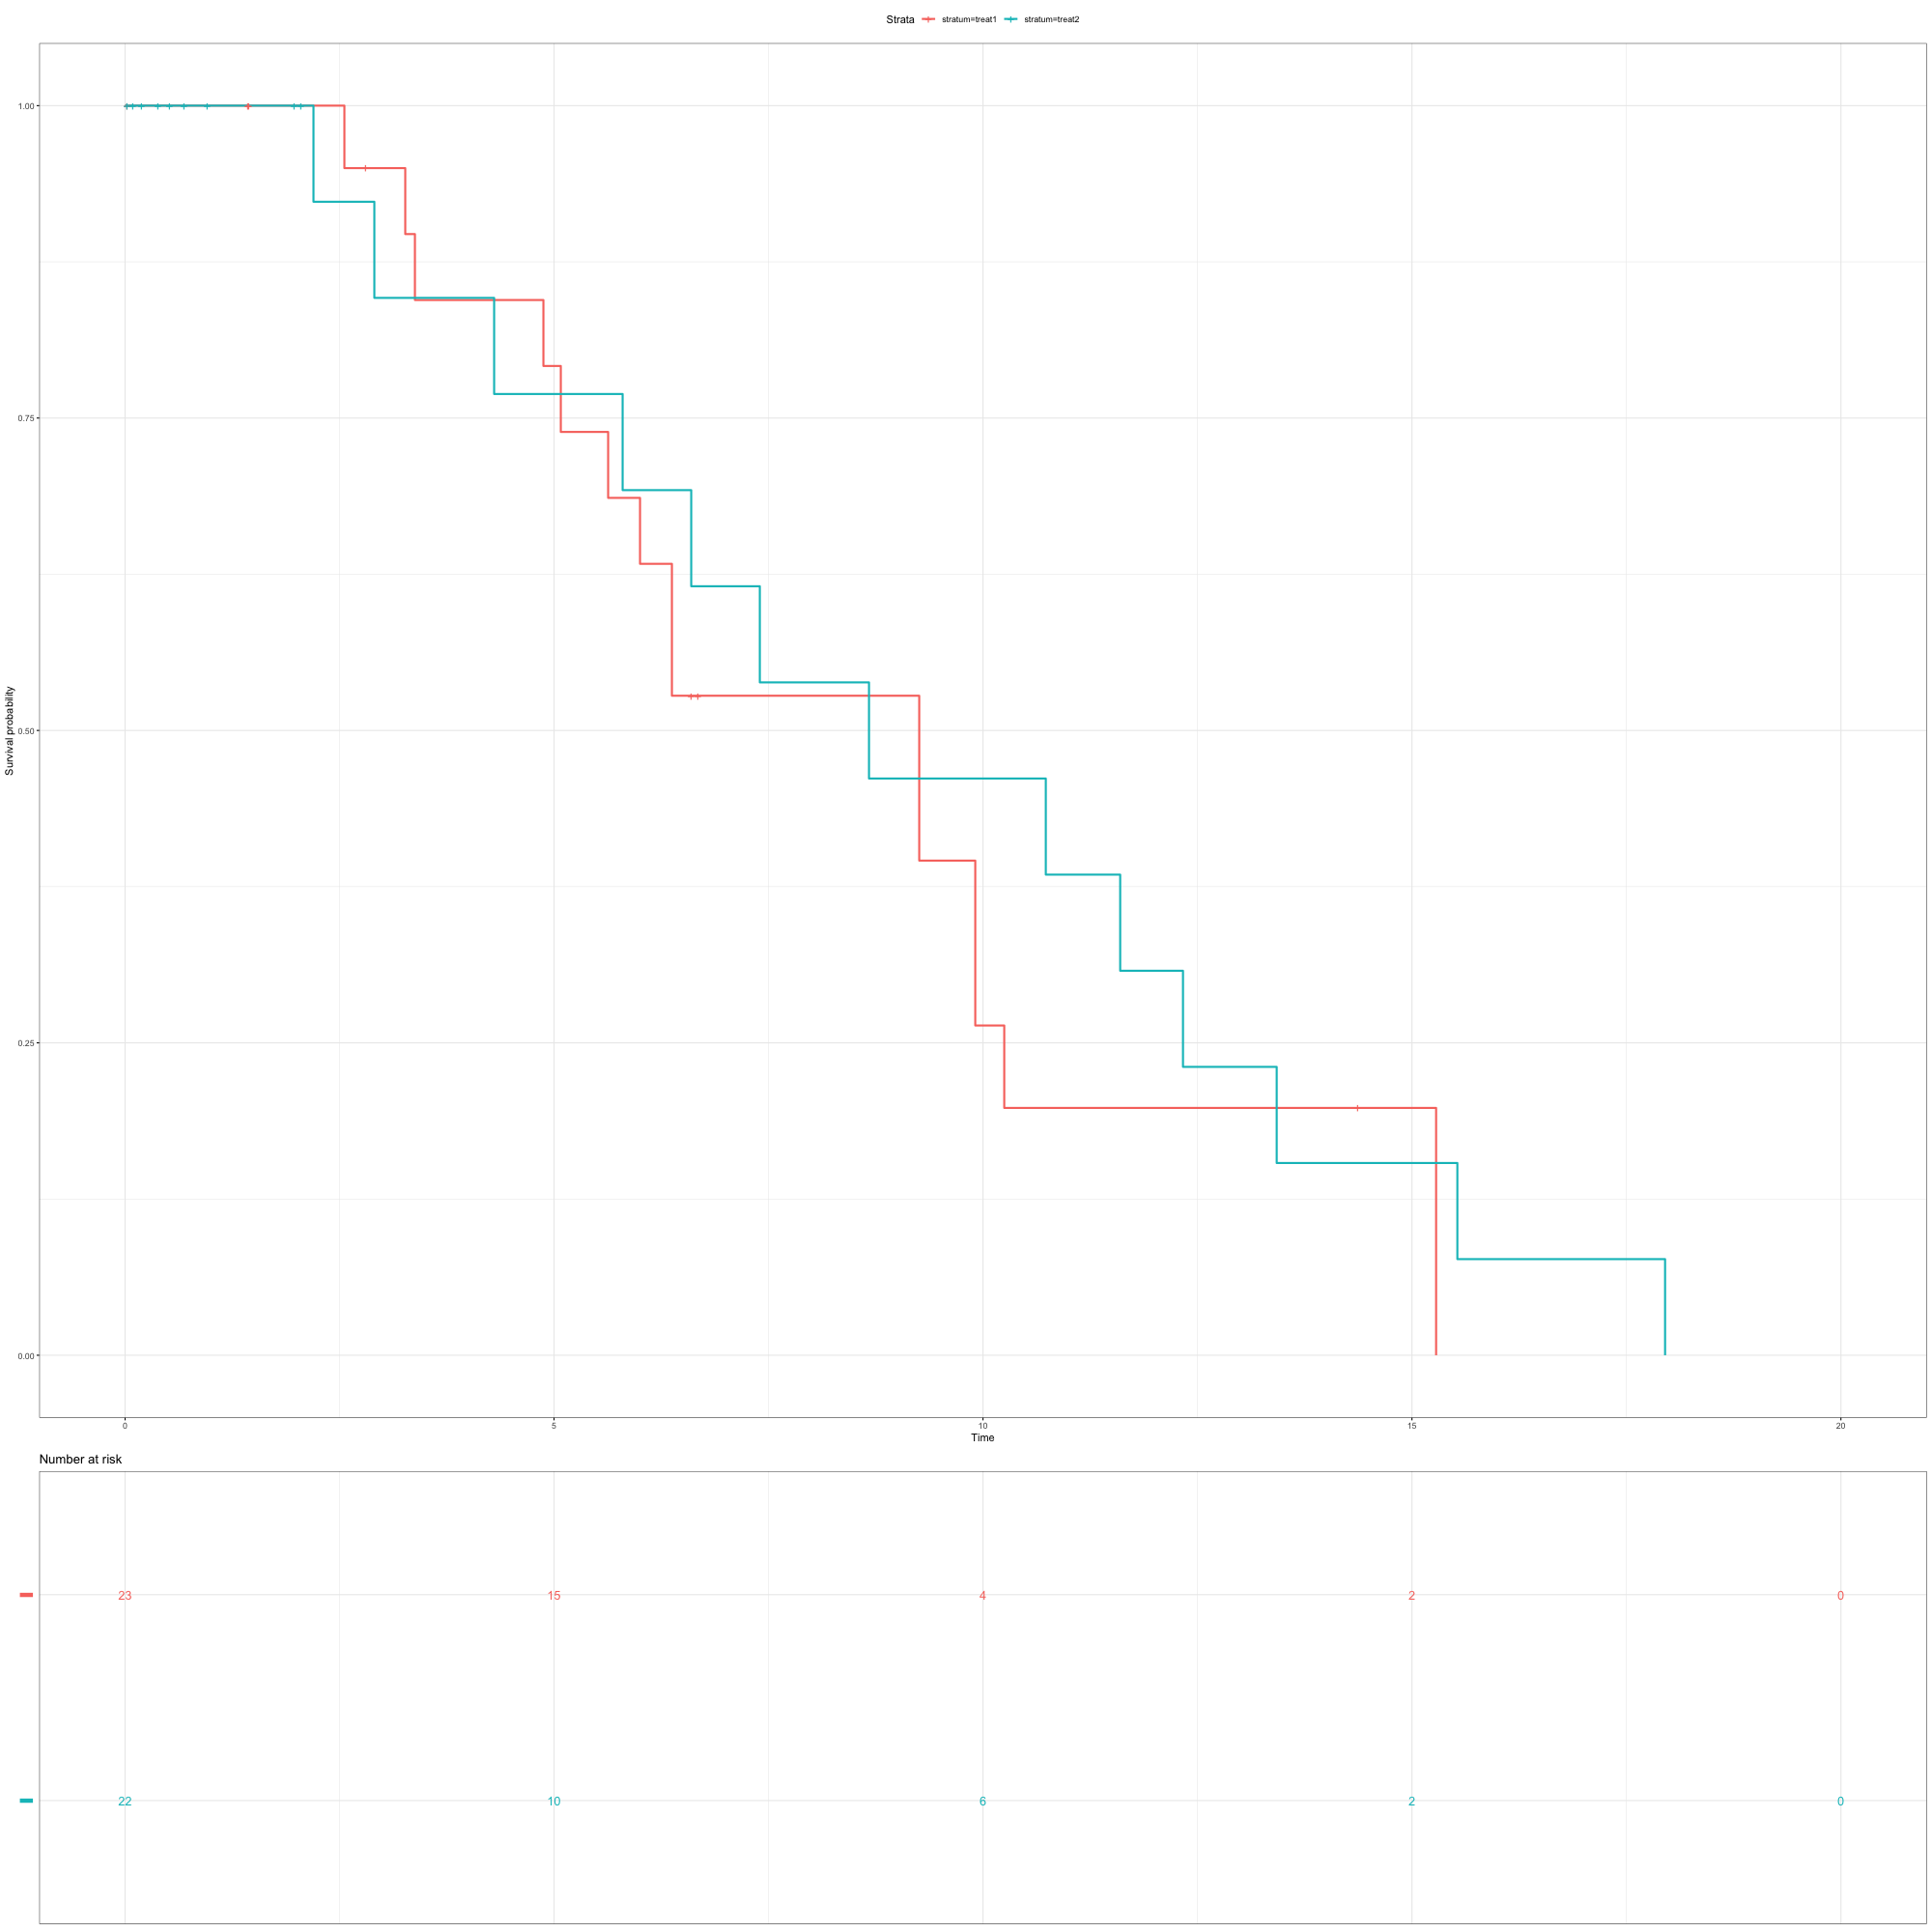 Strata stratum=treat1 stratum=treat2
Survival probability
1.00
0.75
0.50
0.25
0.00
0 5 10 15 20
Time
Number at risk
23 15 4 2 0
22 10 6 2 0